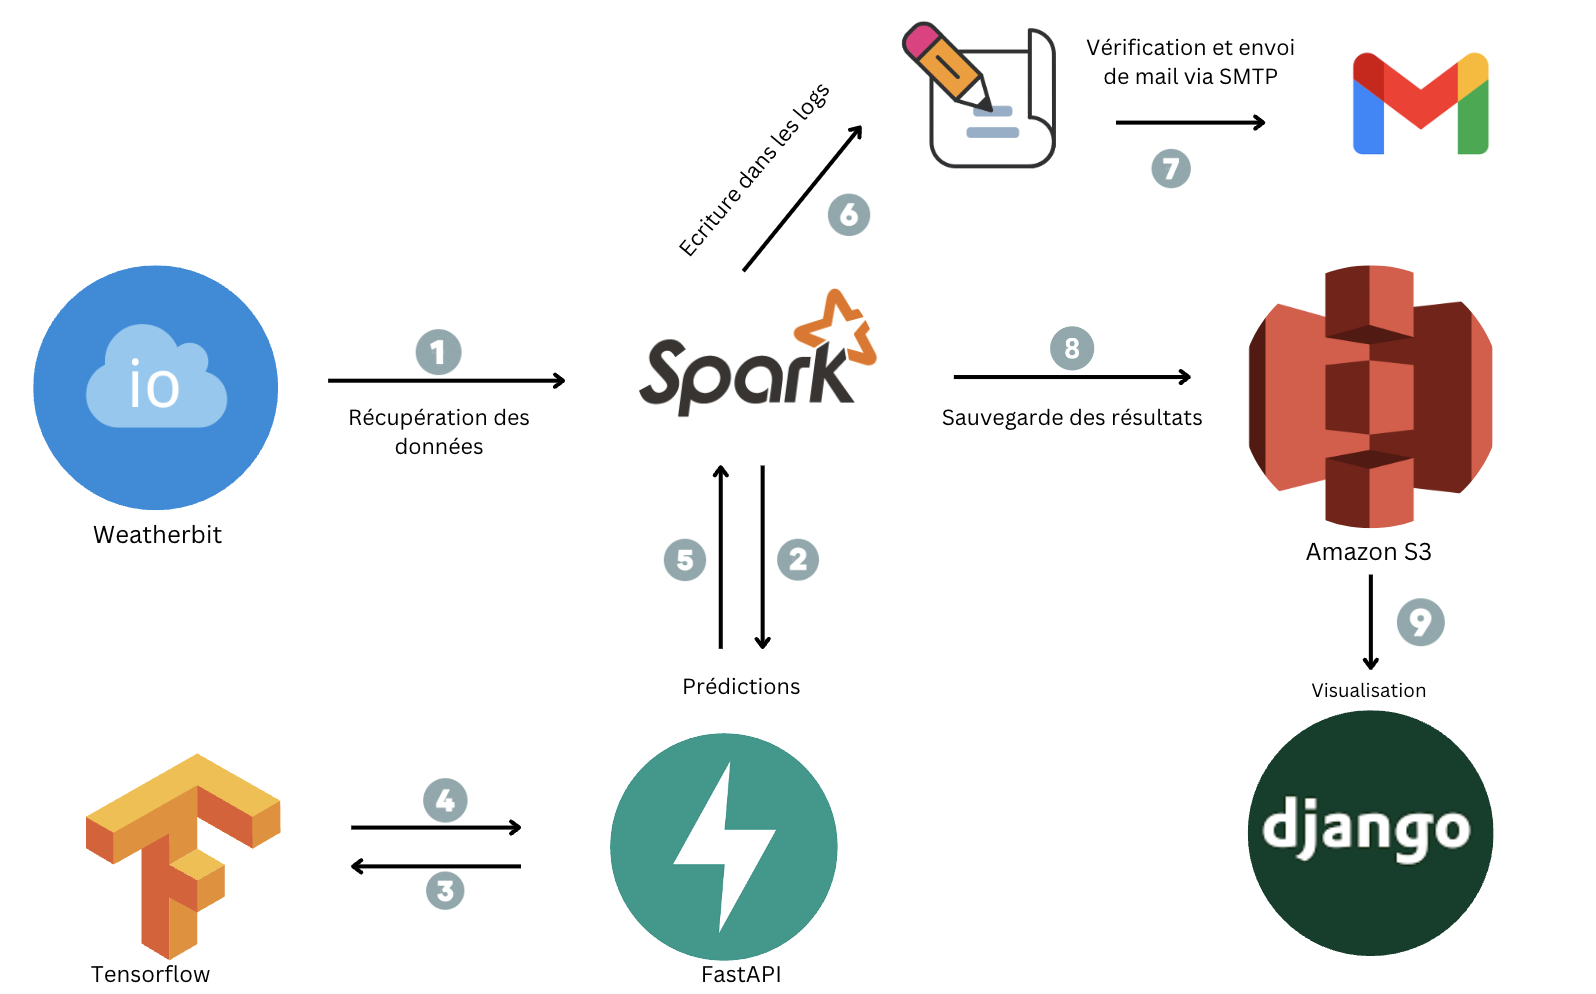 Vérification et envoi
de mail via SMTP
Ecriture dans les logs
7
6
io
1
Récupération des
données
Weatherbit
Spark
8
Sauvegarde des résultats
Amazon S3
5
2
9
Prédictions
Visualisation
4
3
django
Tensorflow
FastAPI